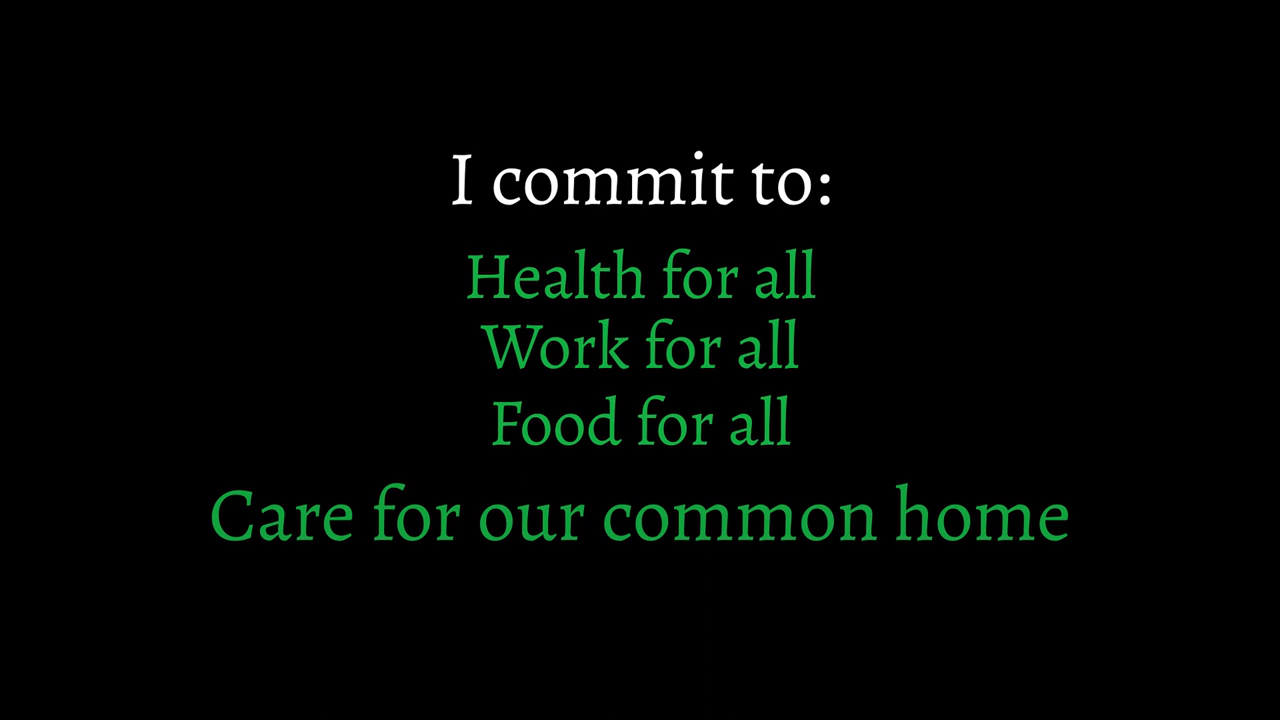 I commit to:
Health for all
Work for all
Food for all
Care for our common home